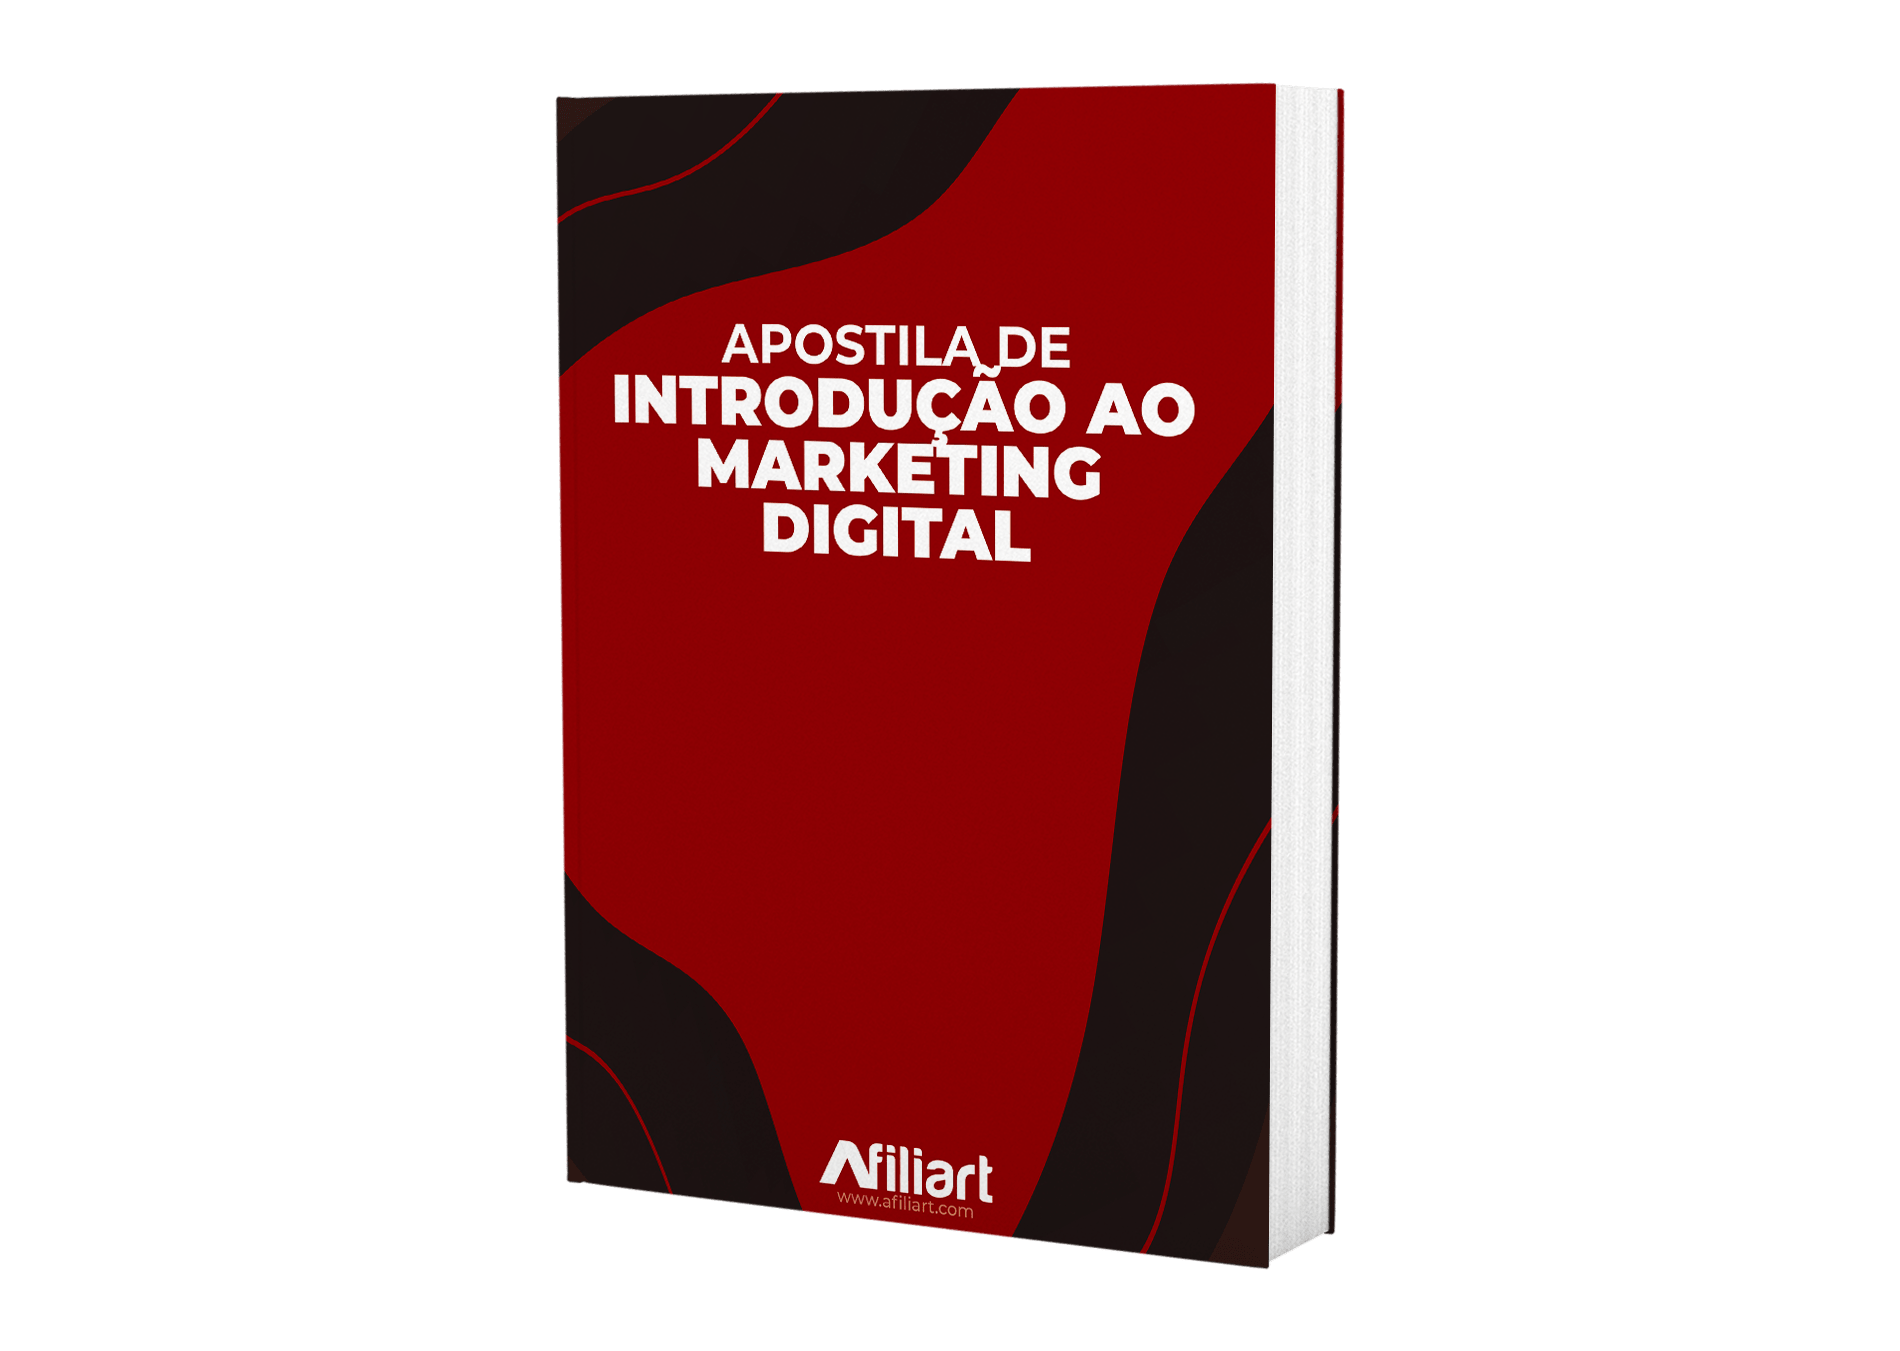 APOSTILA DE
INTRODUÇÃO AO
MARKETING
DIGITAL
Afiliart
www.afiliart.com